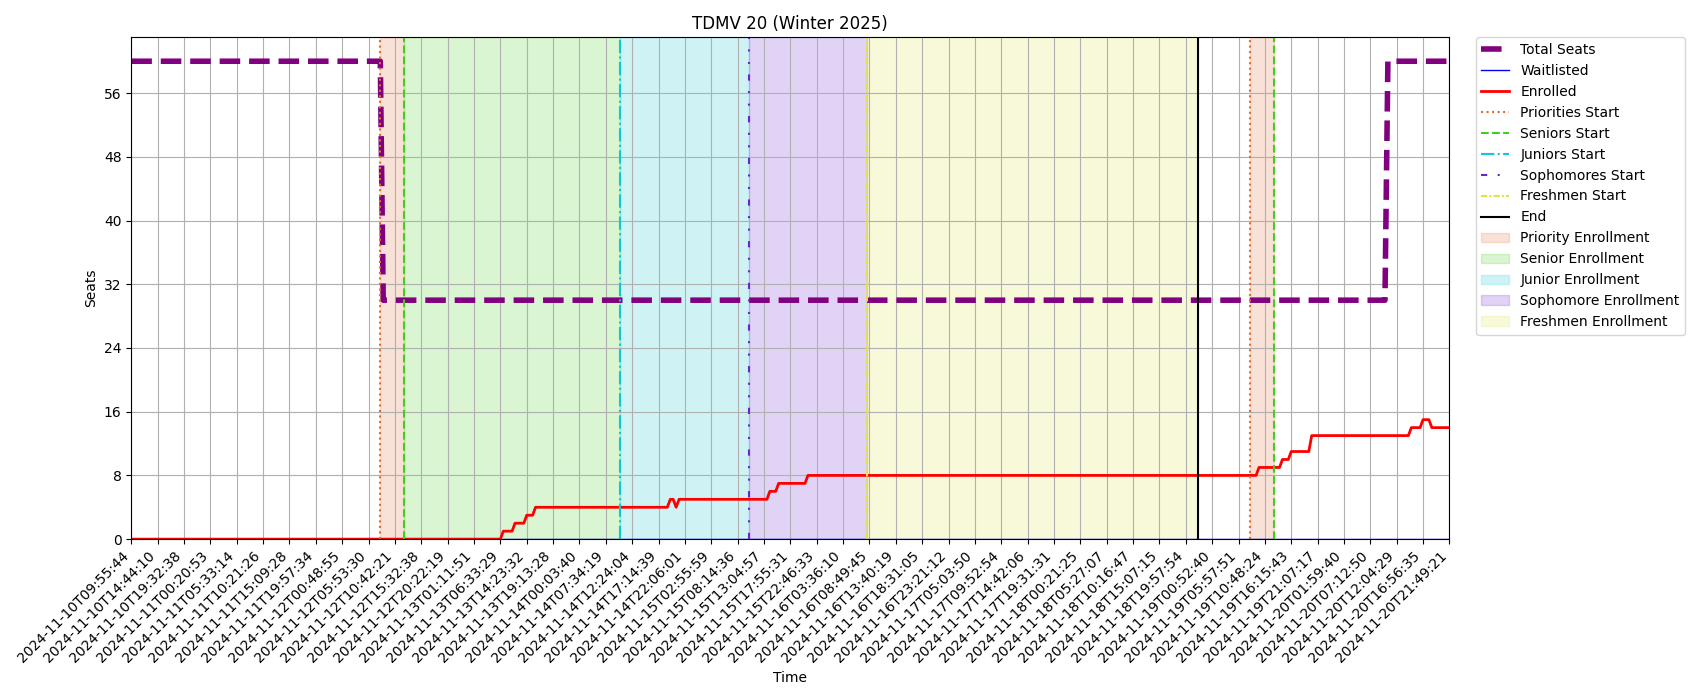 TDMV 20 (Winter 2025)
Seats
56
48
40
32
24
16
8
0
2024-11-10T09:55:44
2024-11-10T14:44:10
2024-11-10T19:32:38
2024-11-11T00:20:53
2024-11-11T05:33:14
2024-11-11T10:21:26
2024-11-11T15:09:28
2024-11-11T19:57:34
2024-11-12T00:48:55
2024-11-12T05:53:30
2024-11-12T10:42:21
2024-11-12T15:32:38
2024-11-12T20:22:19
2024-11-13T01:11:51
2024-11-13T06:33:29
2024-11-13T14:23:32
2024-11-13T19:13:28
2024-11-14T00:03:40
2024-11-14T07:34:19
2024-11-14T12:24:04
2024-11-14T17:14:39
2024-11-14T22:06:01
2024-11-15T02:55:59
2024-11-15T08:14:36
2024-11-15T13:04:57
2024-11-15T17:55:31
2024-11-15T22:46:33
2024-11-16T03:36:10
2024-11-16T08:49:45
2024-11-16T13:40:19
2024-11-16T18:31:05
2024-11-16T23:21:12
2024-11-17T05:03:50
2024-11-17T09:52:54
2024-11-17T14:42:06
2024-11-17T19:31:31
2024-11-18T00:21:25
2024-11-18T05:27:07
2024-11-18T10:16:47
2024-11-18T15:07:15
2024-11-18T19:57:54
2024-11-19T00:52:40
2024-11-19T05:57:51
2024-11-19T10:48:24
2024-11-19T16:15:43
2024-11-19T21:07:17
2024-11-20T01:59:40
2024-11-20T07:12:50
2024-11-20T12:04:29
2024-11-20T16:56:35
2024-11-20T21:49:21
Time
Total Seats
Waitlisted
Enrolled
Priorities Start
Seniors Start
Juniors Start
Sophomores Start
Freshmen Start
End
Priority Enrollment
Senior Enrollment
Junior Enrollment
Sophomore Enrollment
Freshmen Enrollment